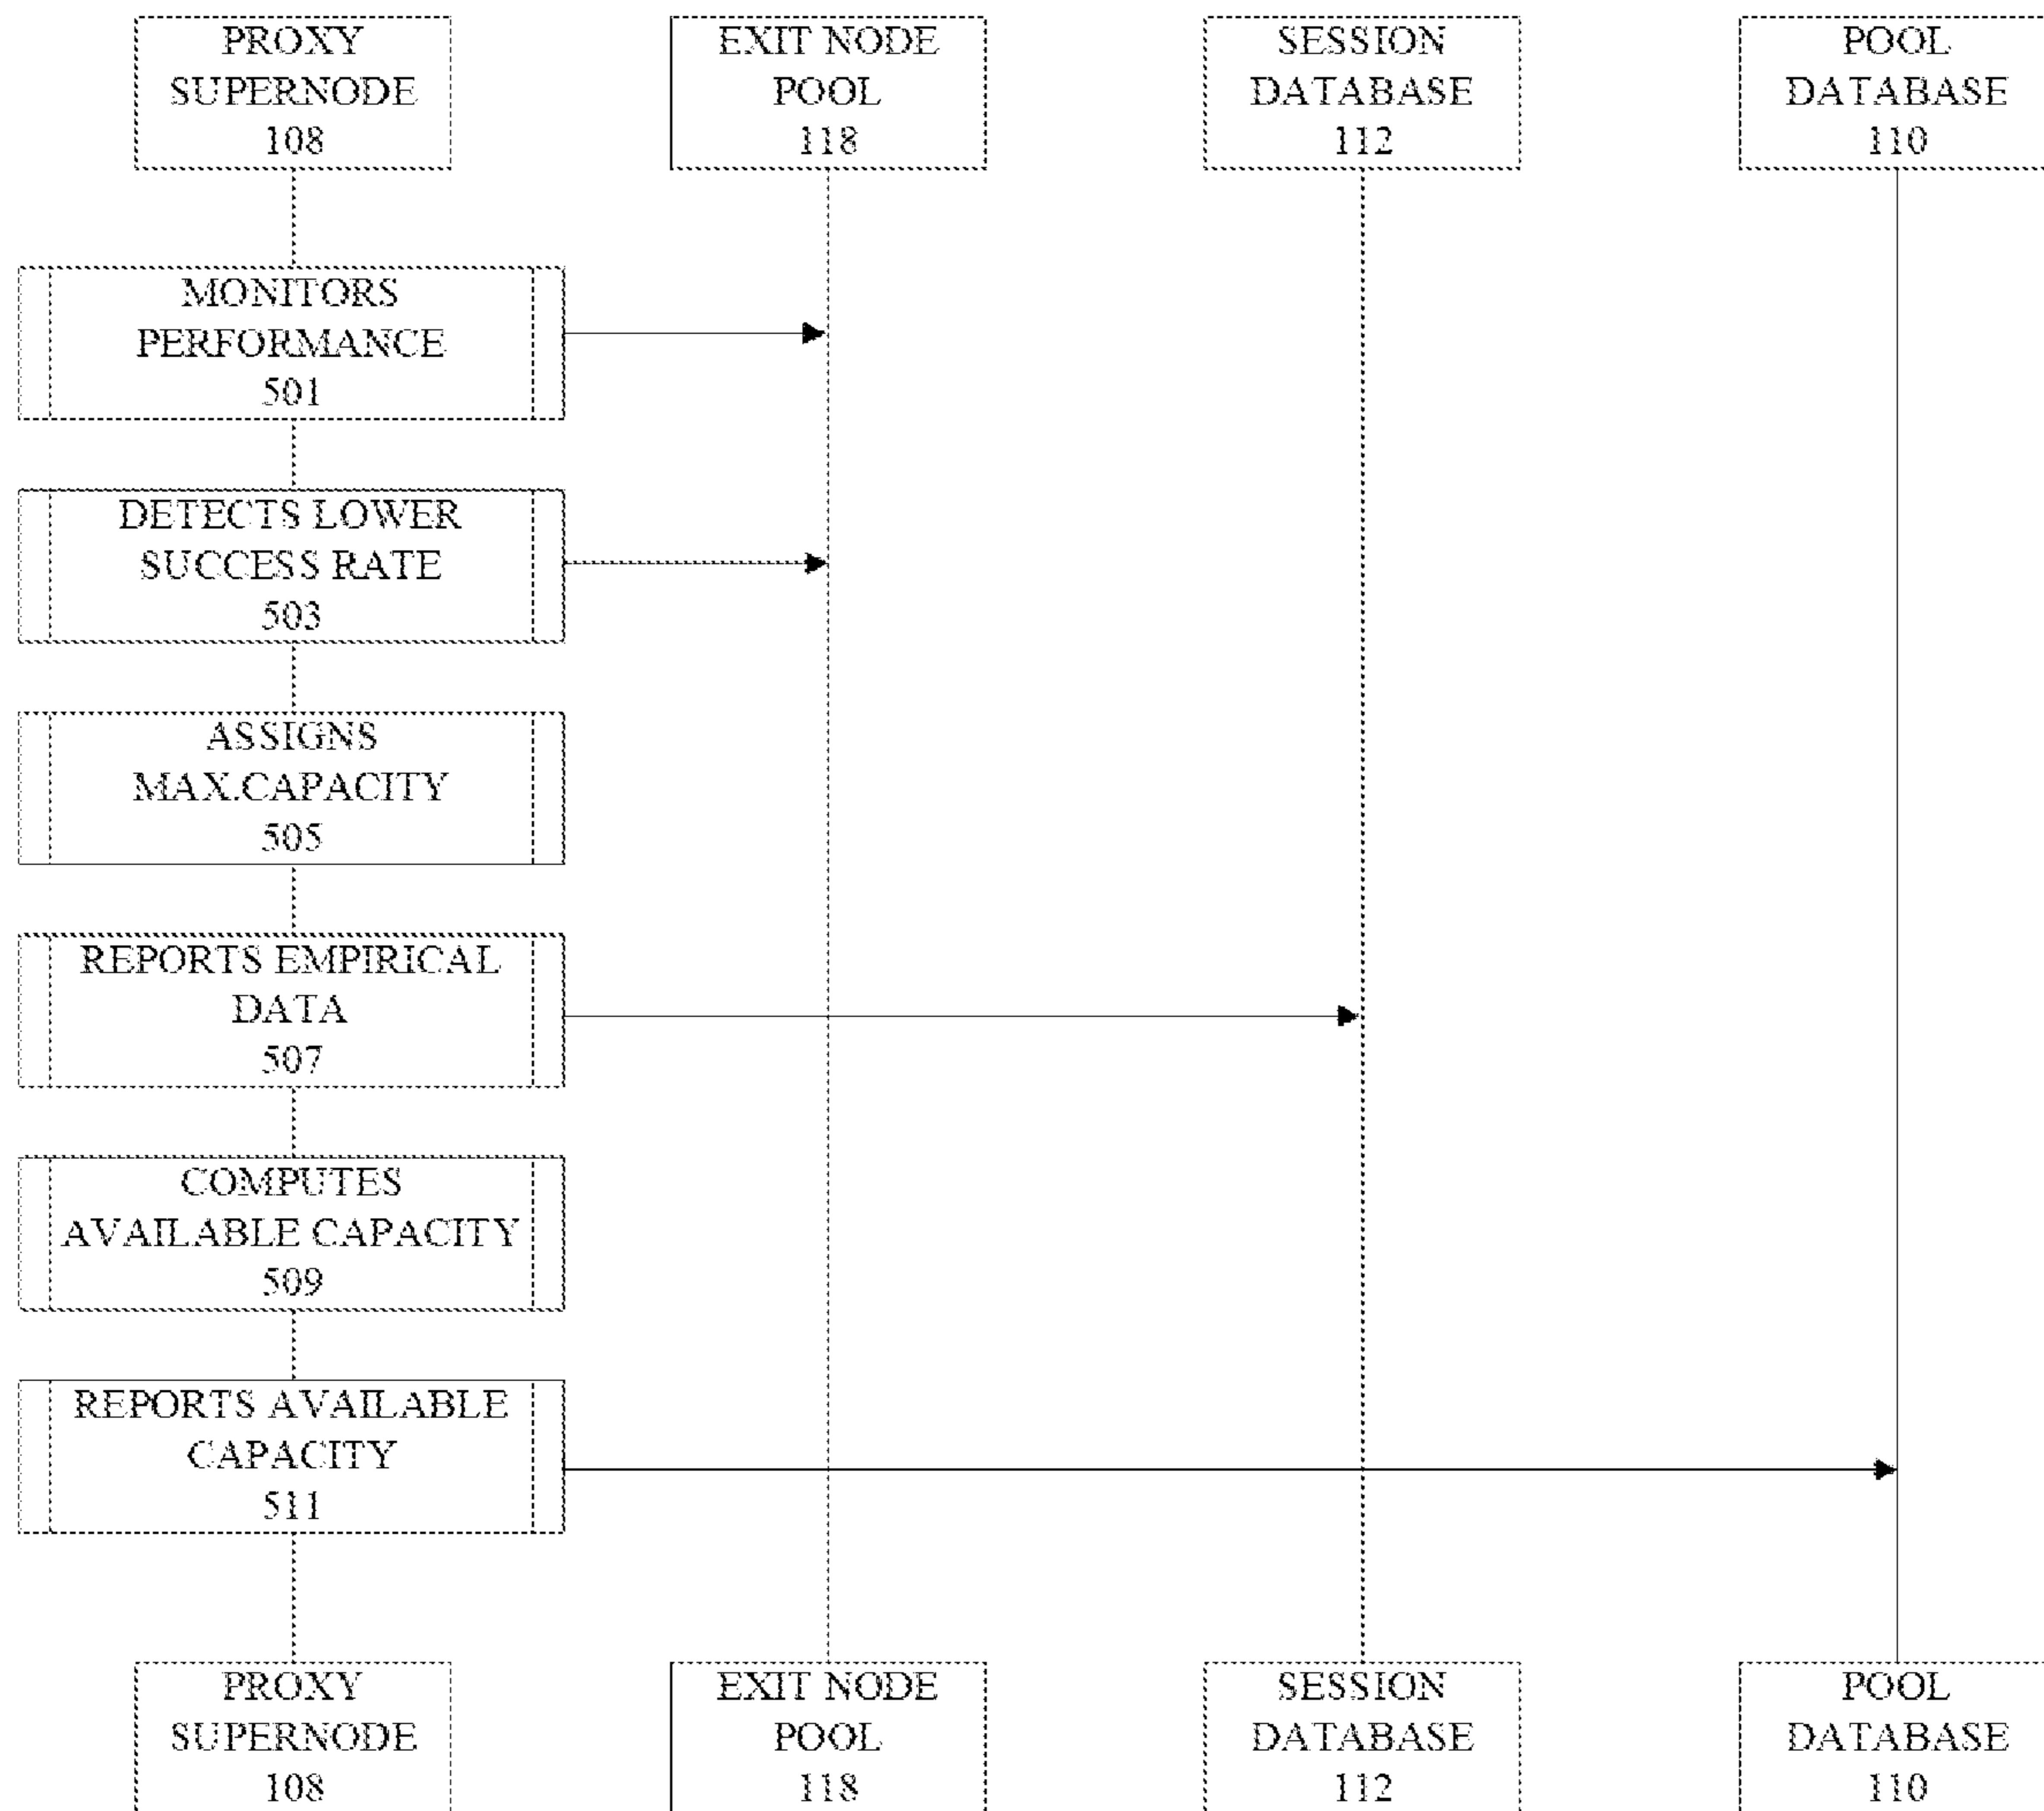 PROXY
SUPERNODE
108
EXIT NODE
POOL
118
SESSION
DATABASE
112
POOL
DATABASE
110
MONITORS
PERFORMANCE
501
DETECTS LOWER
SUCCESS RATE
503
ASSIGNS
MAX.CAPACITY
505
REPORTS EMPIRICAL
DATA
507
COMPUTES
AVAILABLE CAPACITY
509
REPORTS AVAILABLE
CAPACITY
511
PROXY
SUPERNODE
108
EXIT NODE
POOL
118
SESSION
DATABASE
112
POOL
DATABASE
110